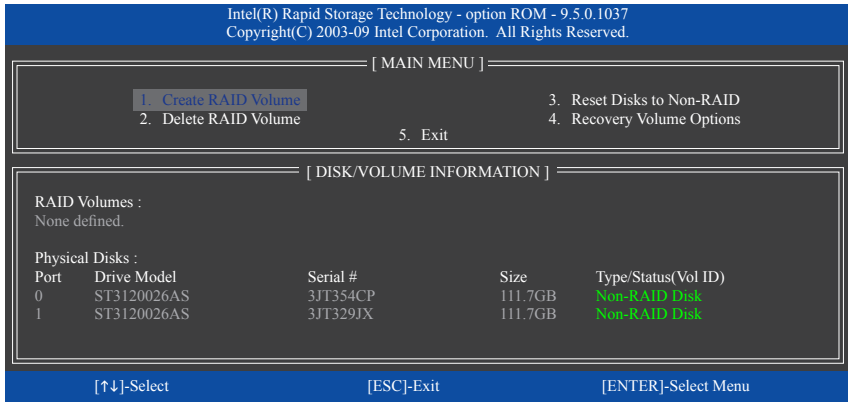 Intel(R) Rapid Storage Technology - option ROM - 9.5.0.1037
Copyright(C) 2003-09 Intel Corporation. All Rights Reserved.
[ MAIN MENU ]
1. Create RAID Volume 3. Reset Disks to Non-RAID
2. Delete RAID Volume 4. Recovery Volume Options
5. Exit
[ DISK/VOLUME INFORMATION ]
RAID Volumes :
None defined.
Physical Disks :
Port Drive Model Serial # Size Type/Status(Vol ID)
0 ST3120026AS 3JT354CP 111.7GB Non-RAID Disk
1 ST3120026AS 3JT329JX 111.7GB Non-RAID Disk
[↑↓]-Select [ESC]-Exit [ENTER]-Select Menu